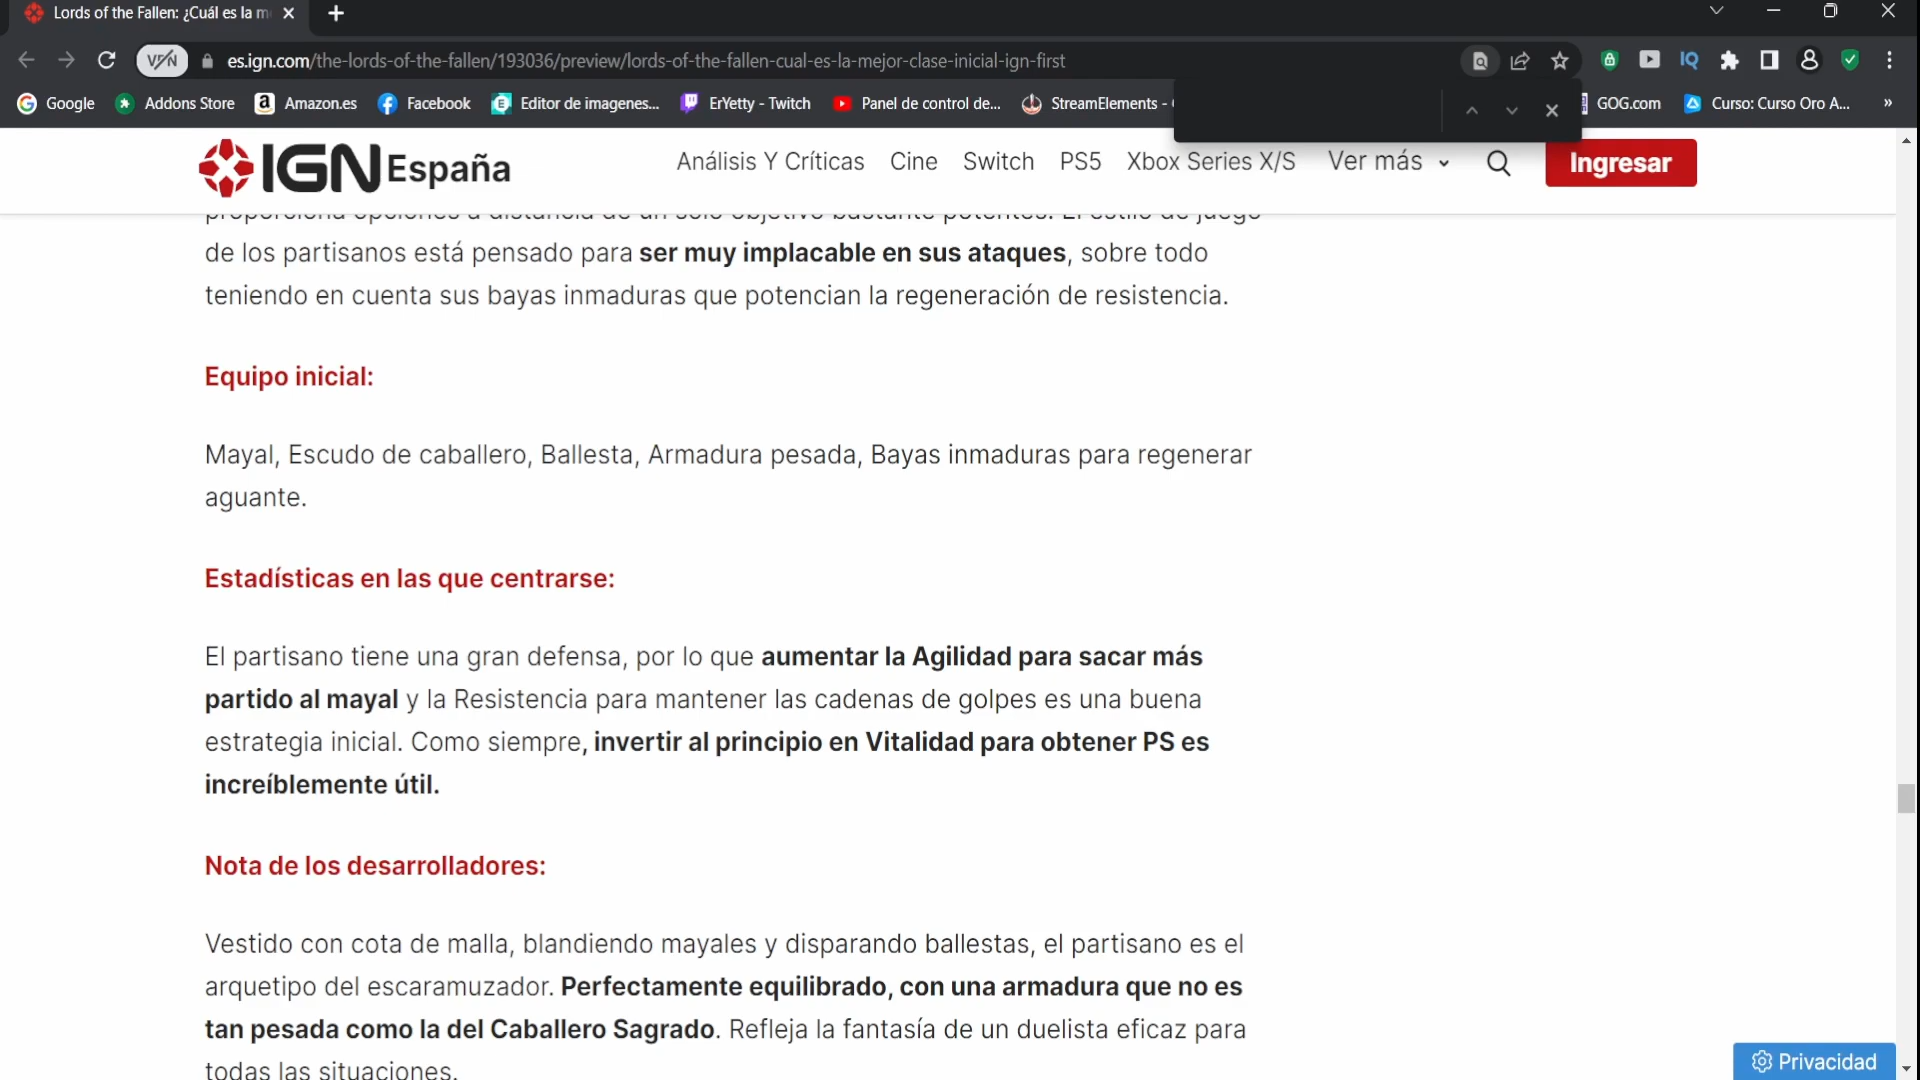 Lords of the Fallen: ¿Cuál es la m
VPN
es.ign.com/the-lords-of-the-fallen/193036/preview/lords-of-the-fallen-cual-es-la-mejor-clase-inicial-ign-first
IQ
Google Addons Store Amazon.es Facebook Editor de imagenes... ErYetty - Twitch Panel de control de... StreamElements - GOG.com Curso: Curso Oro A... »
IGN España Análisis Y Críticas Cine Switch PS5 Xbox Series X/S Ver más Ingresar
proporciona opciones a distancia de un solo objetivo bastante potentes. El estilo de juego
de los partisanos está pensado para ser muy implacable en sus ataques, sobre todo
teniendo en cuenta sus bayas inmaduras que potencian la regeneración de resistencia.
Equipo inicial:
Mayal, Escudo de caballero, Ballesta, Armadura pesada, Bayas inmaduras para regenerar
aguante.
Estadísticas en las que centrarse:
El partisano tiene una gran defensa, por lo que aumentar la Agilidad para sacar más
partido al mayal y la Resistencia para mantener las cadenas de golpes es una buena
estrategia inicial. Como siempre, invertir al principio en Vitalidad para obtener PS es
increíblemente útil.
Nota de los desarrolladores:
Vestido con cota de malla, blandiendo mayales y disparando ballestas, el partisano es el
arquetipo del escaramuzador. Perfectamente equilibrado, con una armadura que no es
tan pesada como la del Caballero Sagrado. Refleja la fantasía de un duelista eficaz para
todas las situaciones.
Privacidad